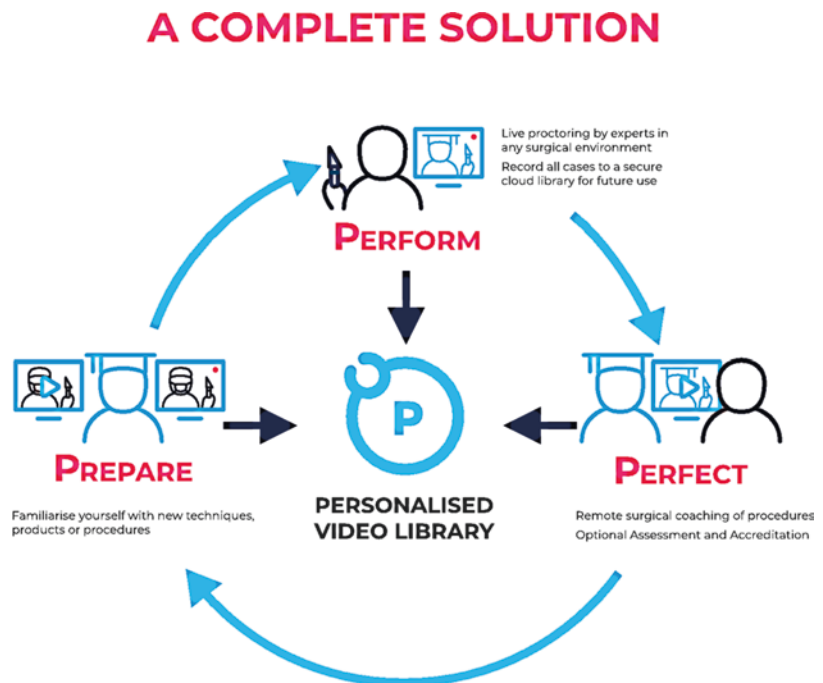 A COMPLETE SOLUTION
Live proctoring by experts in
any surgical environment
Record all cases to a secure
cloud library for future use
PERFORM
PREPARE
Familiarise yourself with new techniques,
products or procedures
P
PERSONALISED
VIDEO LIBRARY
PERFECT
Remote surgical coaching of procedures
Optional Assessment and Accreditation